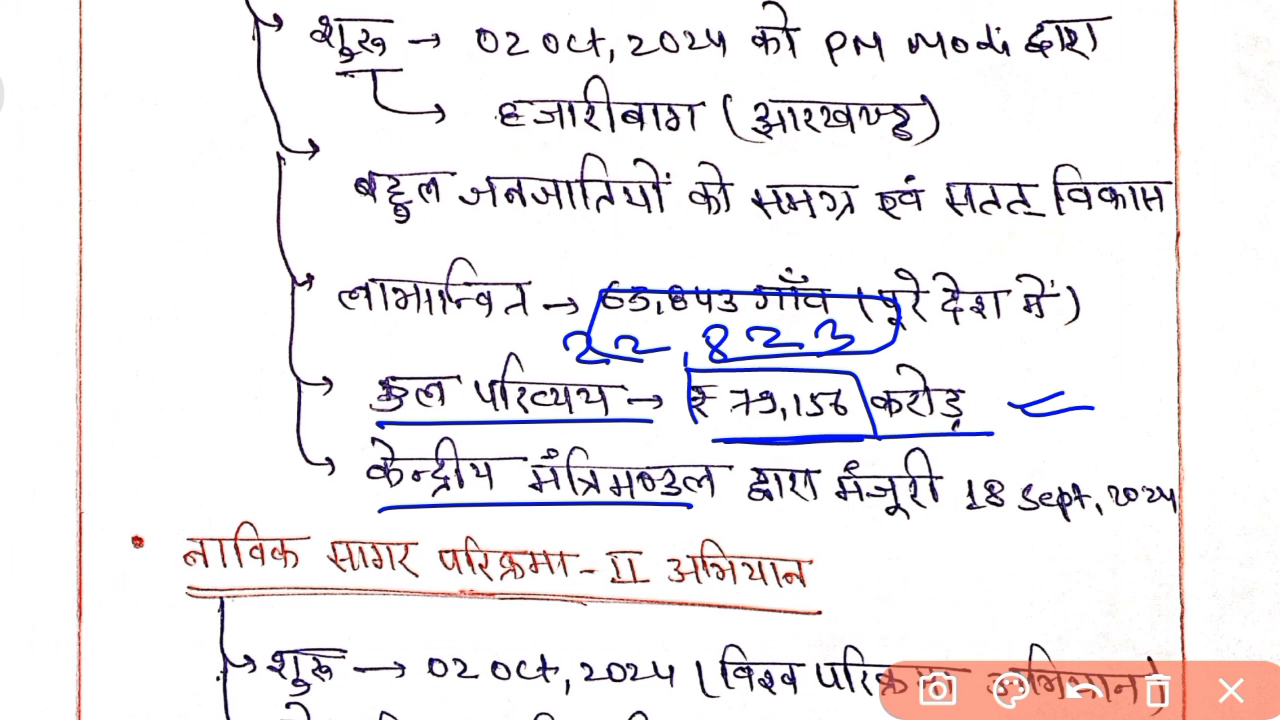 शुरू → 02 Oct, 2024 को PM Modi द्वारा
→ हजारीबाग (झारखण्ड)
बहुल जनजातियों को समग्र एवं सतत् विकास
लाभान्वित → 63,843 गाँव (पूरे देश में)
22,823
कुल परिव्यय → ₹ 79,156 करोड़
केन्द्रीय मंत्रिमण्डल द्वारा मंजूरी 18 Sept, 2024
• नाविक सागर परिक्रमा - II अभियान
शुरू → 02 Oct, 2024 (विश्व परिक्रमा अभियान)